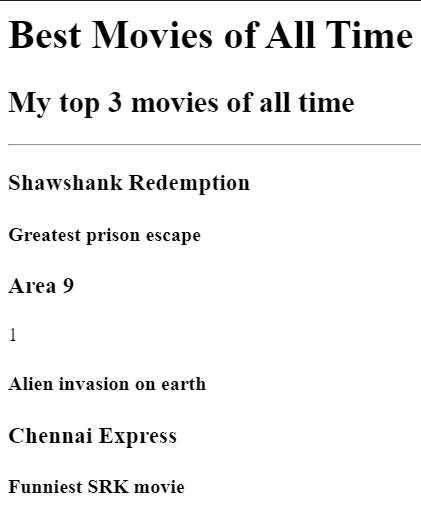 Best Movies of All Time
My top 3 movies of all time
Shawshank Redemption
Greatest prison escape
Area 9
1
Alien invasion on earth
Chennai Express
Funniest SRK movie